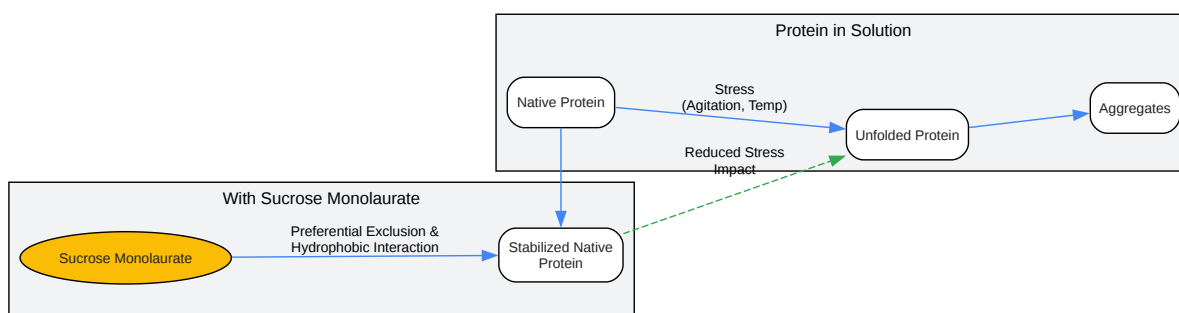 Protein in Solution
Native Protein
Stress
(Agitation, Temp)
Unfolded Protein
Aggregates
Reduced Stress
Impact
With Sucrose Monolaurate
Sucrose Monolaurate
Preferential Exclusion &
Hydrophobic Interaction
Stabilized Native
Protein